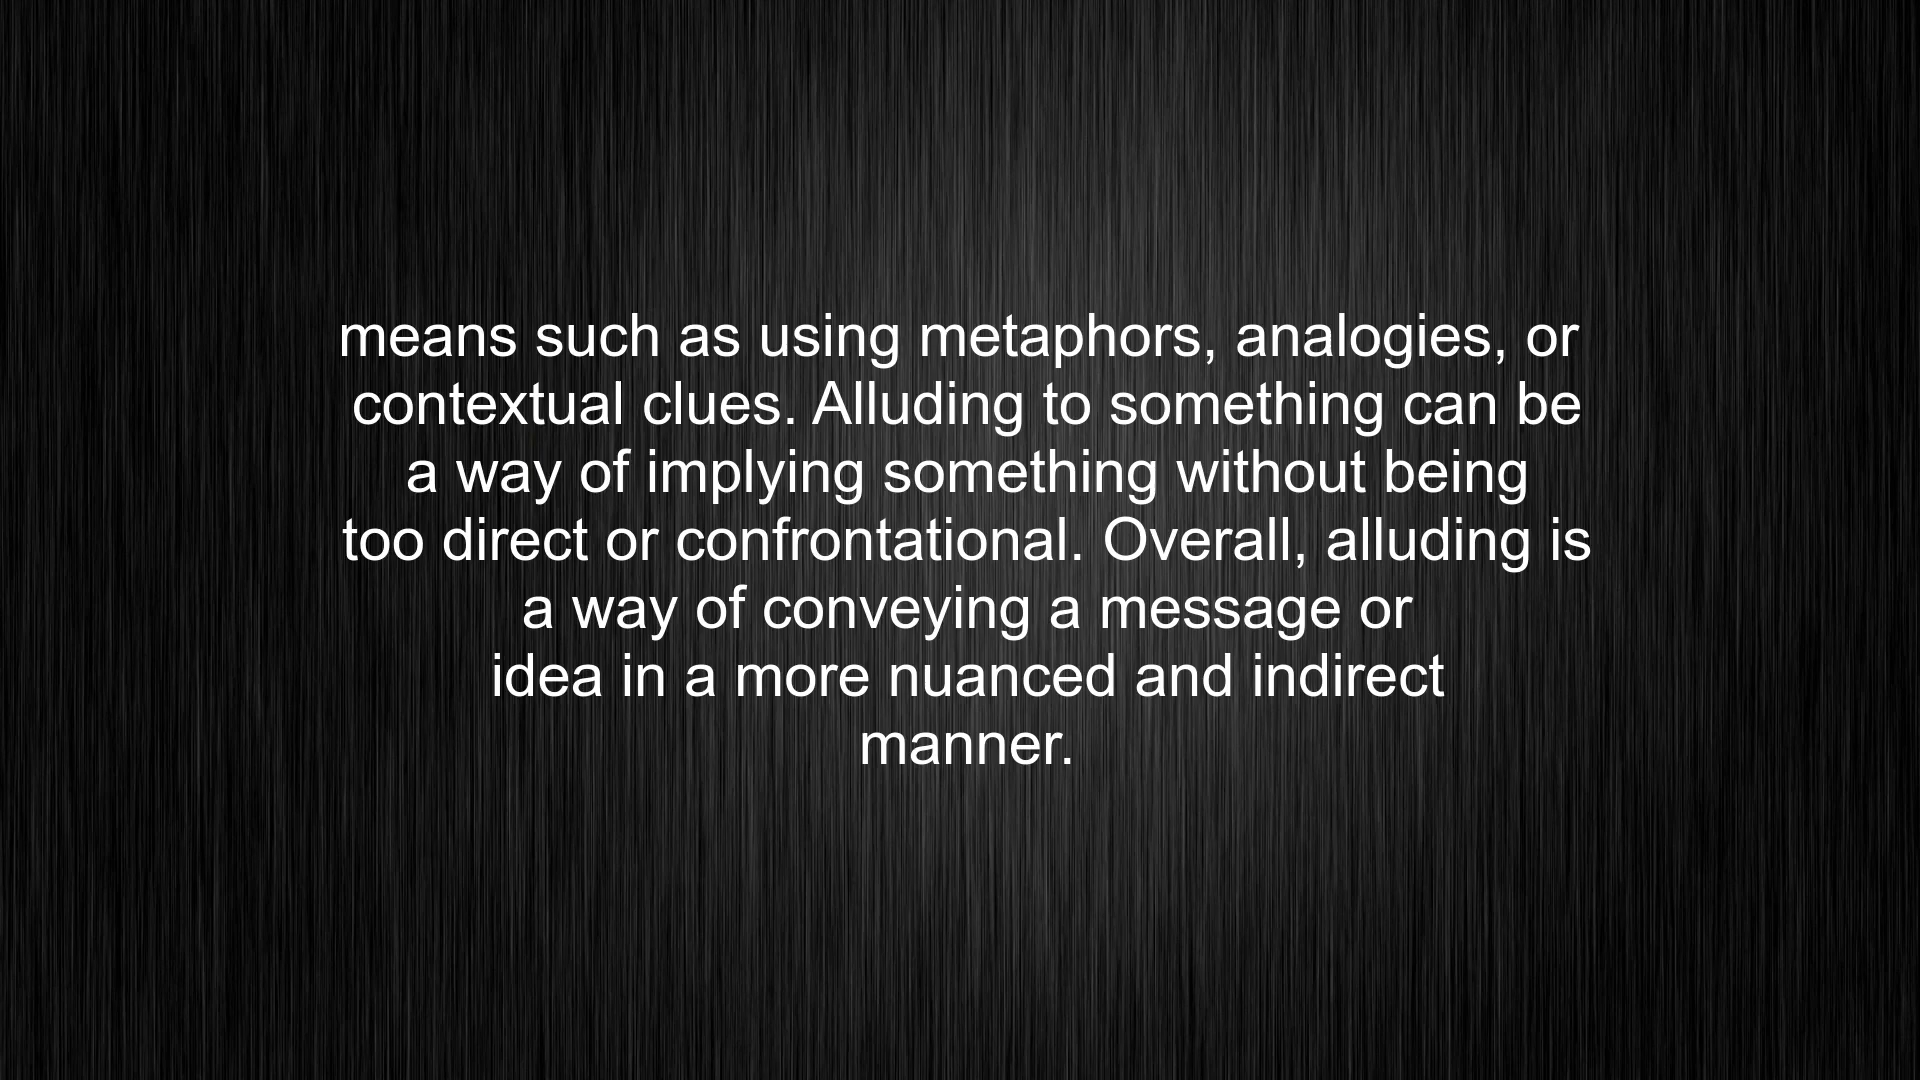 means such as using metaphors, analogies, or
contextual clues. Alluding to something can be
a way of implying something without being
too direct or confrontational. Overall, alluding is
a way of conveying a message or
idea in a more nuanced and indirect
manner.